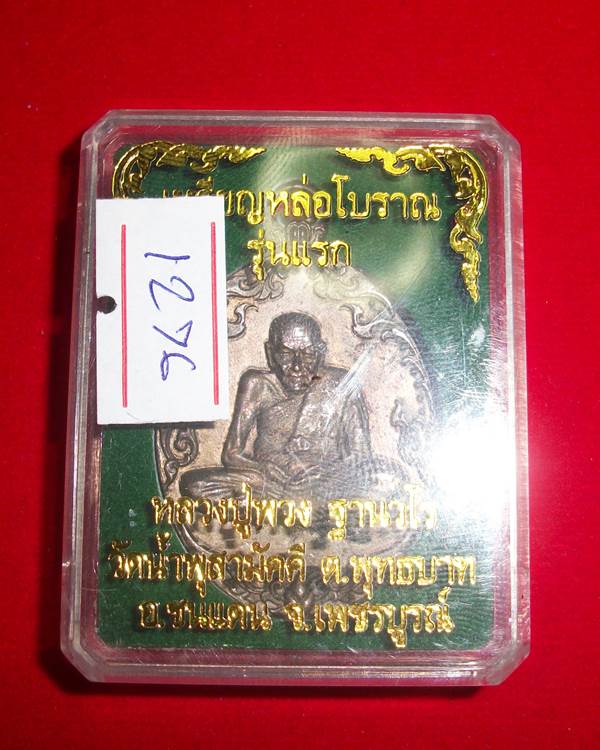 เหรียญหล่อโบราณ
รุ่นแรก
1276
หลวงปู่พวง ฐานวโร
วัดน้ำพุสามัคคี ต.พุทธบาท
อ.ชนแดน จ.เพชรบูรณ์